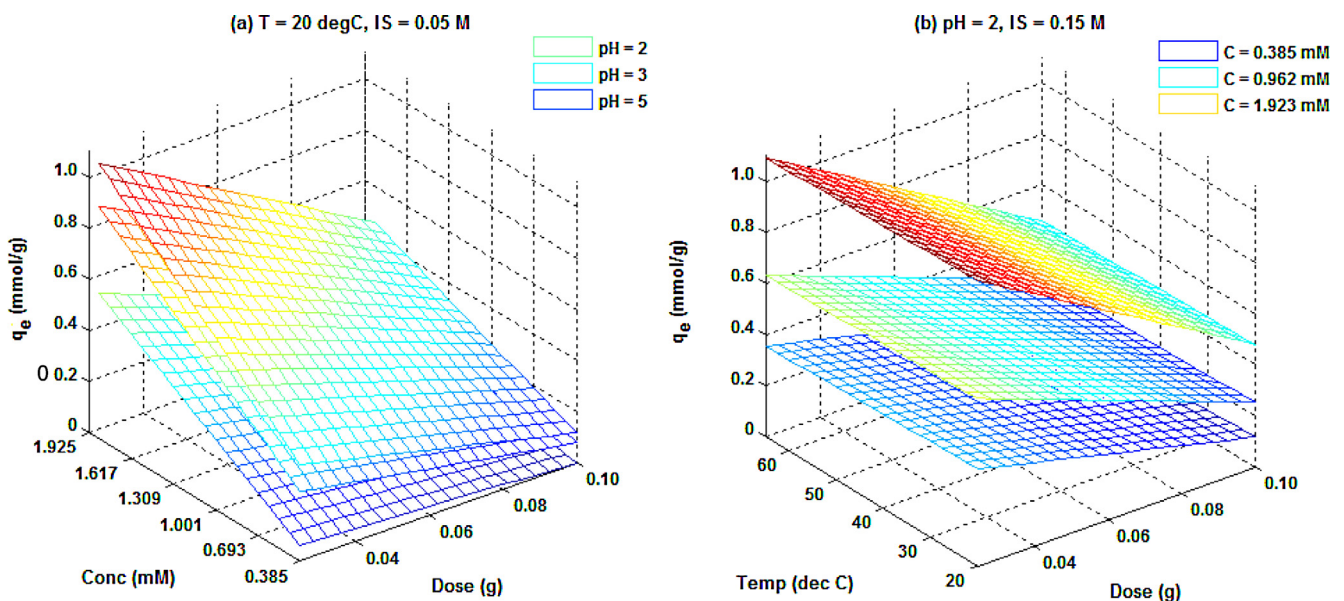 (a) T = 20 degC, IS = 0.05 M
pH = 2
pH = 3
pH = 5
1.0
0.8
0.6
0.4
0 0.2
0
qe (mmol/g)
1.925
1.617
1.309
1.001
0.693
0.385
Conc (mM)
0.04
0.06
0.08
0.10
Dose (g)
(b) pH = 2, IS = 0.15 M
C = 0.385 mM
C = 0.962 mM
C = 1.923 mM
1.0
0.8
0.6
0.4
0.2
0
qe (mmol/g)
60
50
40
30
20
Temp (dec C)
0.04
0.06
0.08
0.10
Dose (g)